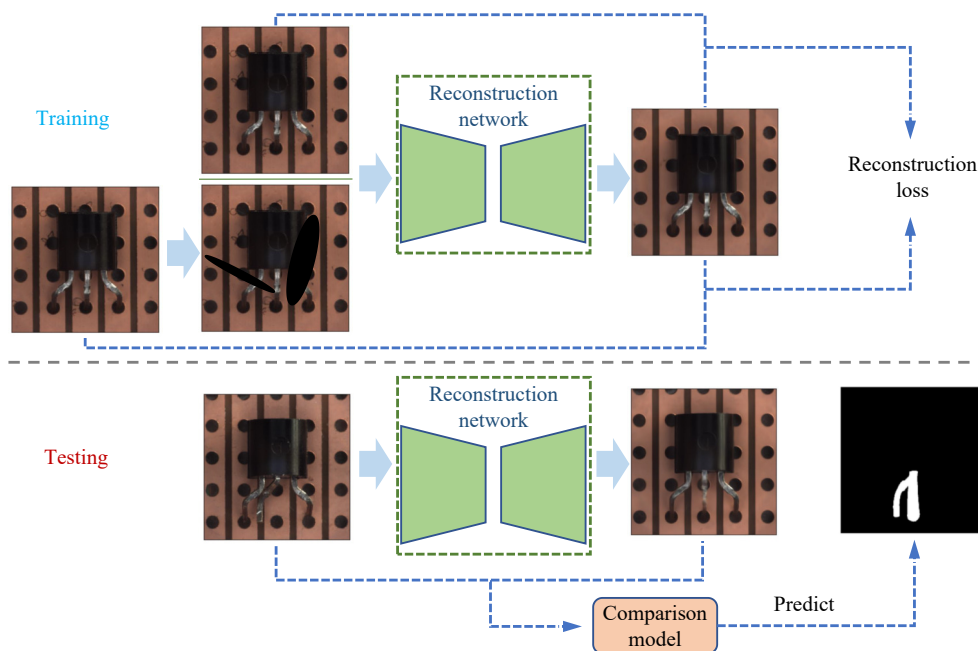 Training
Reconstruction
network
Reconstruction
loss
Testing
Reconstruction
network
Comparison
model
Predict